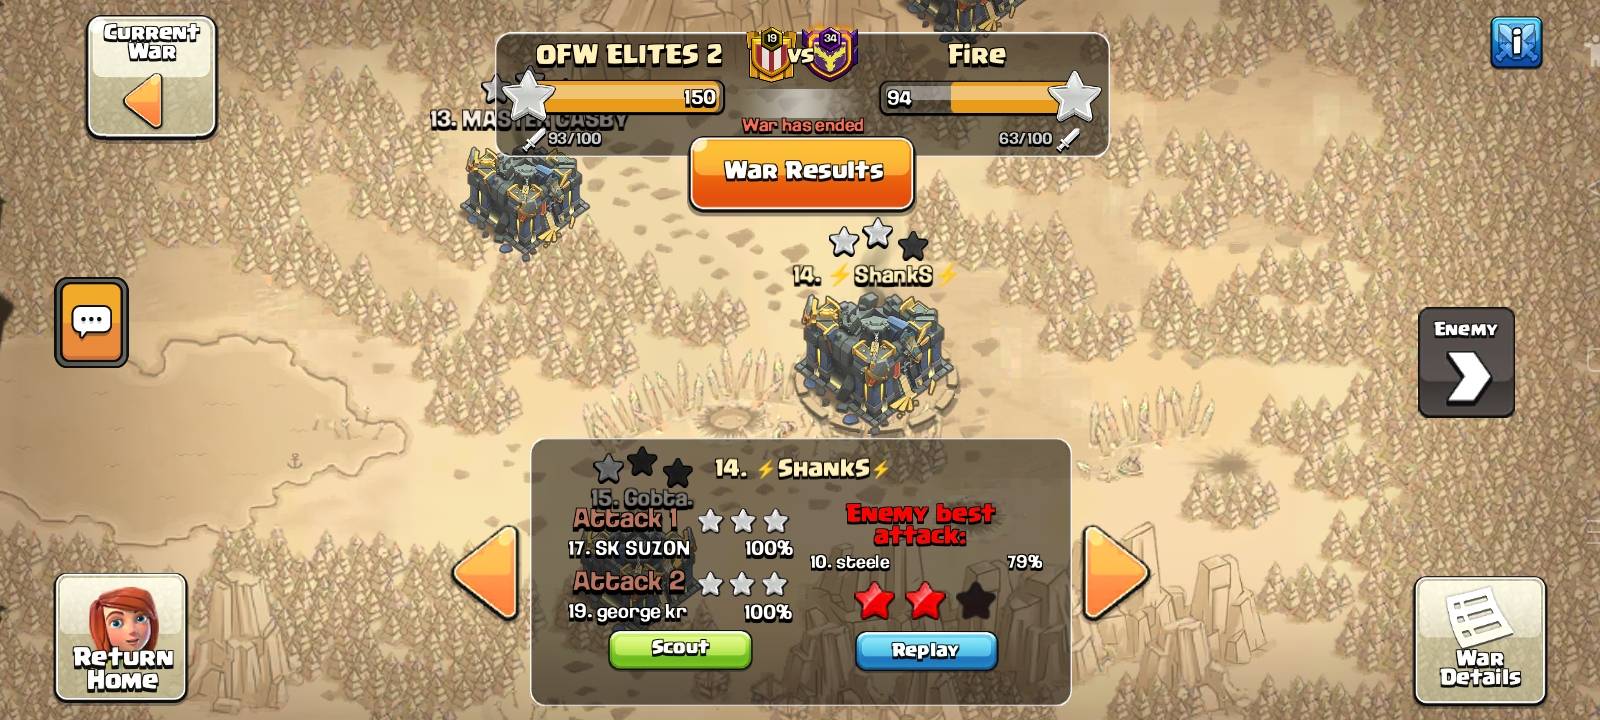 Current
War
OFW ELITES 2
19
vs
34
Fire
150
94
13. MASTER CASBY
War has ended
93/100
63/100
War Results
14. ⚡ShankS⚡
Enemy
14. ⚡ShankS⚡
15. Gobta.
Attack 1
17. SK SUZON
100%
Attack 2
19. george kr
100%
Enemy best
attack:
10. steele
79%
Scout
Replay
Return
Home
War
Details